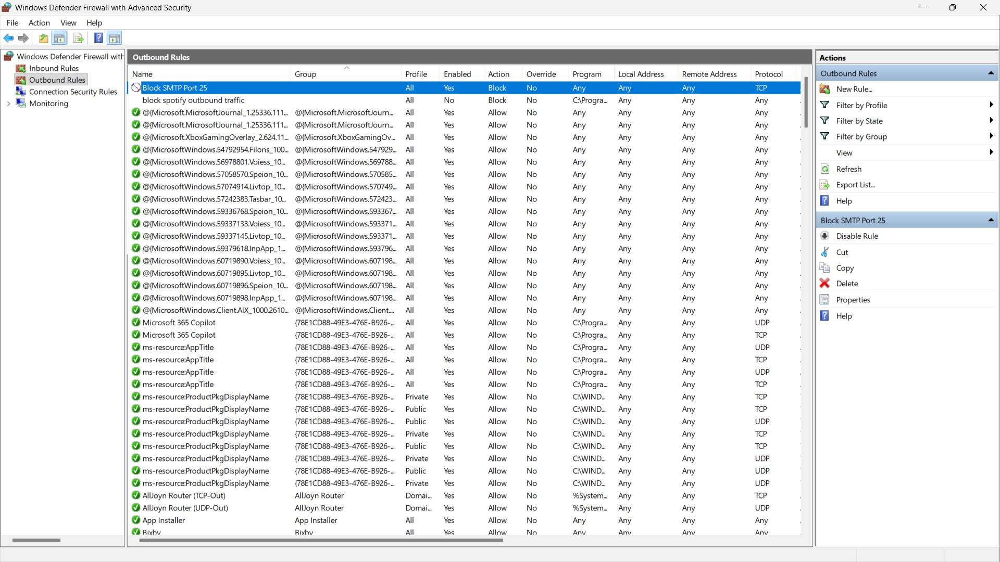 Windows Defender Firewall with Advanced Security
File Action View Help
Windows Defender Firewall with
Inbound Rules
Outbound Rules
Connection Security Rules
Monitoring
Outbound Rules
Name Group Profile Enabled Action Override Program Local Address Remote Address Protocol
Block SMTP Port 25 All Yes Block No Any Any Any TCP
block spotify outbound traffic All No Block No C:\Progra... Any Any Any
@{Microsoft.MicrosoftJournal_1.25336.111... @{Microsoft.MicrosoftJourn... All Yes Allow No Any Any Any Any
@{Microsoft.MicrosoftJournal_1.25336.111... @{Microsoft.MicrosoftJourn... All Yes Allow No Any Any Any Any
@{Microsoft.XboxGamingOverlay_2.624.11... @{Microsoft.XboxGamingOv... All Yes Allow No Any Any Any Any
@{MicrosoftWindows.54792954.Filons_100... @{MicrosoftWindows.547929... All Yes Allow No Any Any Any Any
@{MicrosoftWindows.56978801.Voiess_10... @{MicrosoftWindows.569788... All Yes Allow No Any Any Any Any
@{MicrosoftWindows.57058570.Speion_10... @{MicrosoftWindows.570585... All Yes Allow No Any Any Any Any
@{MicrosoftWindows.57074914.Livtop_10... @{MicrosoftWindows.570749... All Yes Allow No Any Any Any Any
@{MicrosoftWindows.57242383.Tasbar_10... @{MicrosoftWindows.572423... All Yes Allow No Any Any Any Any
@{MicrosoftWindows.59336768.Speion_10... @{MicrosoftWindows.593367... All Yes Allow No Any Any Any Any
@{MicrosoftWindows.59337133.Voiess_10... @{MicrosoftWindows.593371... All Yes Allow No Any Any Any Any
@{MicrosoftWindows.59337145.Livtop_10... @{MicrosoftWindows.593371... All Yes Allow No Any Any Any Any
@{MicrosoftWindows.59379618.InpApp_1... @{MicrosoftWindows.593796... All Yes Allow No Any Any Any Any
@{MicrosoftWindows.60719890.Voiess_10... @{MicrosoftWindows.607198... All Yes Allow No Any Any Any Any
@{MicrosoftWindows.60719895.Livtop_10... @{MicrosoftWindows.607198... All Yes Allow No Any Any Any Any
@{MicrosoftWindows.60719896.Speion_10... @{MicrosoftWindows.607198... All Yes Allow No Any Any Any Any
@{MicrosoftWindows.60719898.InpApp_1... @{MicrosoftWindows.607198... All Yes Allow No Any Any Any Any
@{MicrosoftWindows.Client.AIX_1000.2610... @{MicrosoftWindows.Client.... All Yes Allow No Any Any Any Any
Microsoft 365 Copilot {78E1CD88-49E3-476E-B926-... All Yes Allow No C:\Progra... Any Any UDP
Microsoft 365 Copilot {78E1CD88-49E3-476E-B926-... All Yes Allow No C:\Progra... Any Any TCP
ms-resource:AppTitle {78E1CD88-49E3-476E-B926-... All Yes Allow No C:\Progra... Any Any UDP
ms-resource:AppTitle {78E1CD88-49E3-476E-B926-... All Yes Allow No C:\Progra... Any Any TCP
ms-resource:AppTitle {78E1CD88-49E3-476E-B926-... All Yes Allow No C:\Progra... Any Any UDP
ms-resource:AppTitle {78E1CD88-49E3-476E-B926-... All Yes Allow No C:\Progra... Any Any TCP
ms-resource:ProductPkgDisplayName {78E1CD88-49E3-476E-B926-... Private Yes Allow No C:\WIND... Any Any TCP
ms-resource:ProductPkgDisplayName {78E1CD88-49E3-476E-B926-... Public Yes Allow No C:\WIND... Any Any TCP
ms-resource:ProductPkgDisplayName {78E1CD88-49E3-476E-B926-... Public Yes Allow No C:\WIND... Any Any UDP
ms-resource:ProductPkgDisplayName {78E1CD88-49E3-476E-B926-... Private Yes Allow No C:\WIND... Any Any TCP
ms-resource:ProductPkgDisplayName {78E1CD88-49E3-476E-B926-... Public Yes Allow No C:\WIND... Any Any TCP
ms-resource:ProductPkgDisplayName {78E1CD88-49E3-476E-B926-... Private Yes Allow No C:\WIND... Any Any UDP
ms-resource:ProductPkgDisplayName {78E1CD88-49E3-476E-B926-... Public Yes Allow No C:\WIND... Any Any UDP
ms-resource:ProductPkgDisplayName {78E1CD88-49E3-476E-B926-... Private Yes Allow No C:\WIND... Any Any UDP
AllJoyn Router (TCP-Out) AllJoyn Router Domai... Yes Allow No %System... Any Any TCP
AllJoyn Router (UDP-Out) AllJoyn Router Domai... Yes Allow No %System... Any Any UDP
App Installer App Installer All Yes Allow No Any Any Any Any
Bixby Bixby All Yes Allow No Any Any Any Any
Actions
Outbound Rules
New Rule...
Filter by Profile
Filter by State
Filter by Group
View
Refresh
Export List...
Help
Block SMTP Port 25
Disable Rule
Cut
Copy
Delete
Properties
Help